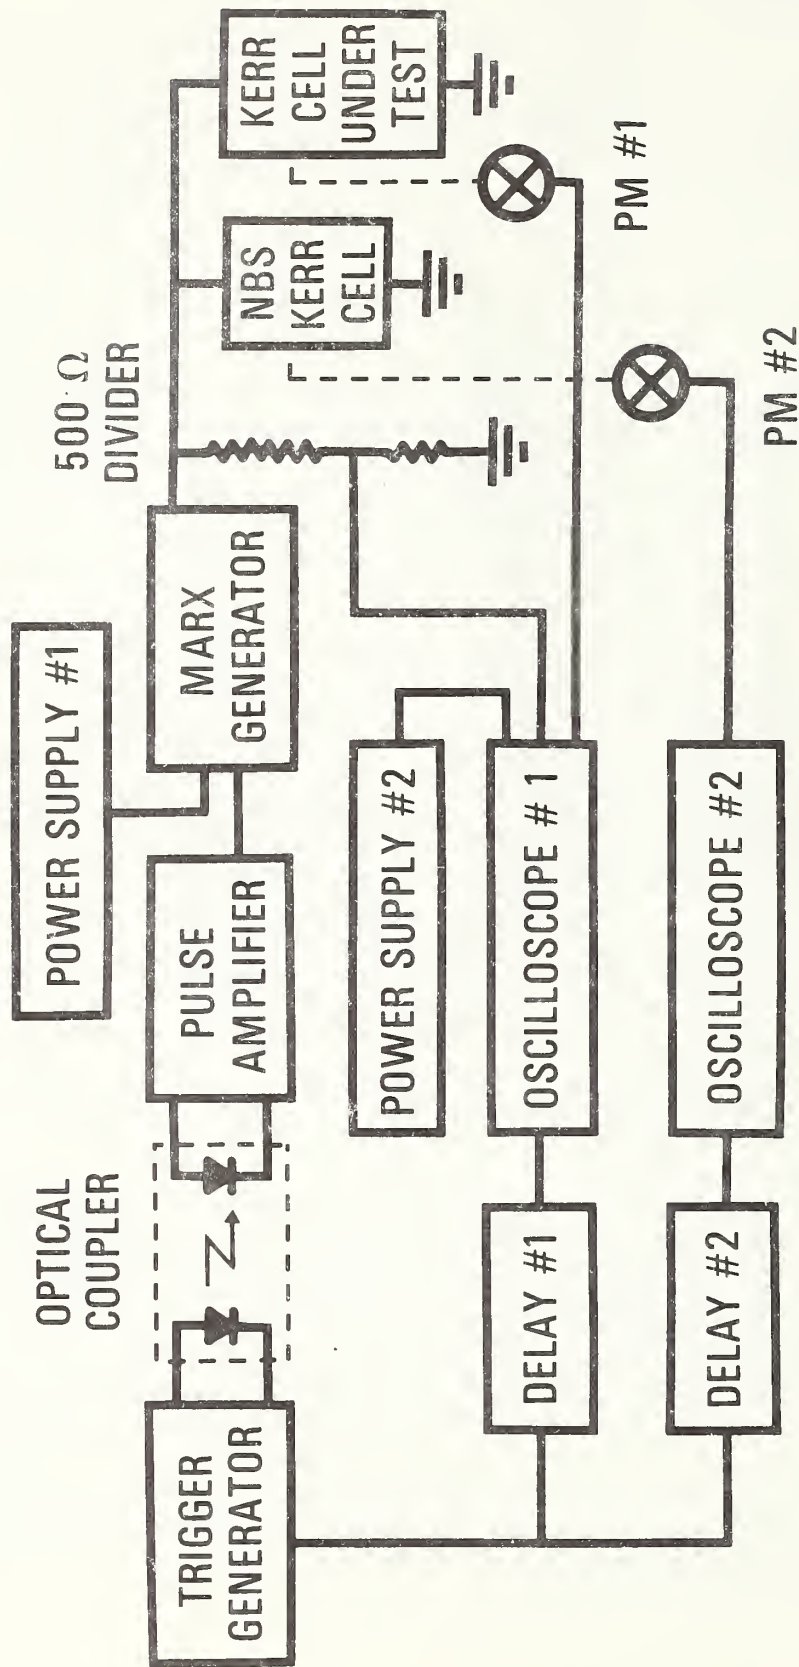 POWER SUPPLY #1
OPTICAL
COUPLER
500·Ω
DIVIDER
TRIGGER
GENERATOR
PULSE
AMPLIFIER
MARX
GENERATOR
NBS
KERR
CELL
KERR
CELL
UNDER
TEST
POWER SUPPLY #2
DELAY #1
OSCILLOSCOPE # 1
PM #1
DELAY #2
OSCILLOSCOPE #2
PM #2